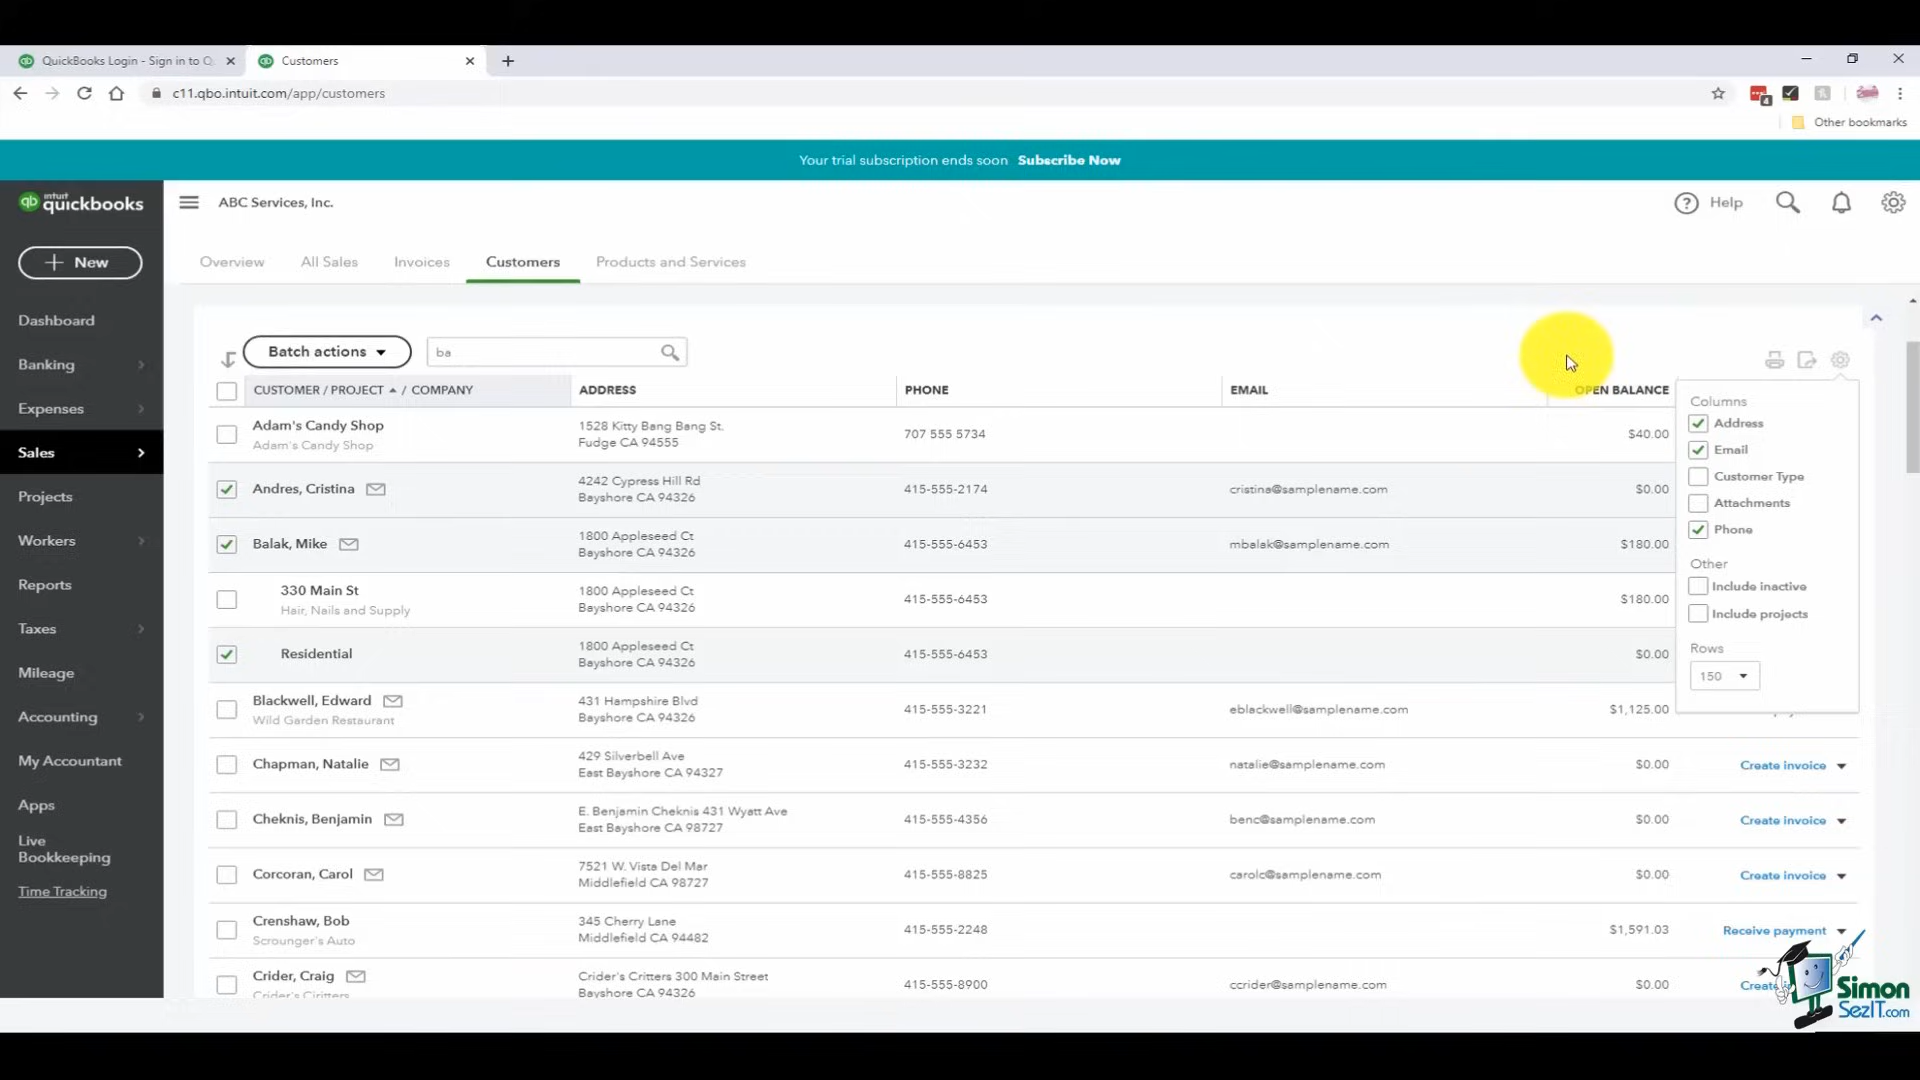 QuickBooks Login - Sign in to Q
Customers
c11.qbo.intuit.com/app/customers
4
Other bookmarks
Your trial subscription ends soon Subscribe Now
intuit
qb quickbooks
ABC Services, Inc.
? Help
+ New
Overview
All Sales
Invoices
Customers
Products and Services
Dashboard
Banking
Expenses
Sales
Projects
Workers
Reports
Taxes
Mileage
Accounting
My Accountant
Apps
Live
Bookkeeping
Time Tracking
Batch actions
ba
CUSTOMER / PROJECT / COMPANY ADDRESS PHONE EMAIL OPEN BALANCE
Adam's Candy Shop
Adam's Candy Shop
1528 Kitty Bang Bang St.
Fudge CA 94555
707 555 5734
$40.00
Andres, Cristina
4242 Cypress Hill Rd
Bayshore CA 94326
415-555-2174
cristina@samplename.com
$0.00
Balak, Mike
1800 Appleseed Ct
Bayshore CA 94326
415-555-6453
mbalak@samplename.com
$180.00
330 Main St
Hair, Nails and Supply
1800 Appleseed Ct
Bayshore CA 94326
415-555-6453
$180.00
Residential
1800 Appleseed Ct
Bayshore CA 94326
415-555-6453
$0.00
Blackwell, Edward
Wild Garden Restaurant
431 Hampshire Blvd
Bayshore CA 94326
415-555-3221
eblackwell@samplename.com
$1,125.00
Chapman, Natalie
429 Silverbell Ave
East Bayshore CA 94327
415-555-3232
natalie@samplename.com
$0.00
Create invoice
Cheknis, Benjamin
E. Benjamin Cheknis 431 Wyatt Ave
East Bayshore CA 98727
415-555-4356
benc@samplename.com
$0.00
Create invoice
Corcoran, Carol
7521 W. Vista Del Mar
Middlefield CA 98727
415-555-8825
carolc@samplename.com
$0.00
Create invoice
Crenshaw, Bob
Scrounger's Auto
345 Cherry Lane
Middlefield CA 94482
415-555-2248
$1,591.03
Receive payment
Crider, Craig
Crider's Ciritters
Crider's Critters 300 Main Street
Bayshore CA 94326
415-555-8900
ccrider@samplename.com
$0.00
Columns
Address
Email
Customer Type
Attachments
Phone
Other
Include inactive
Include projects
Rows
150
Simon
SezIT.com